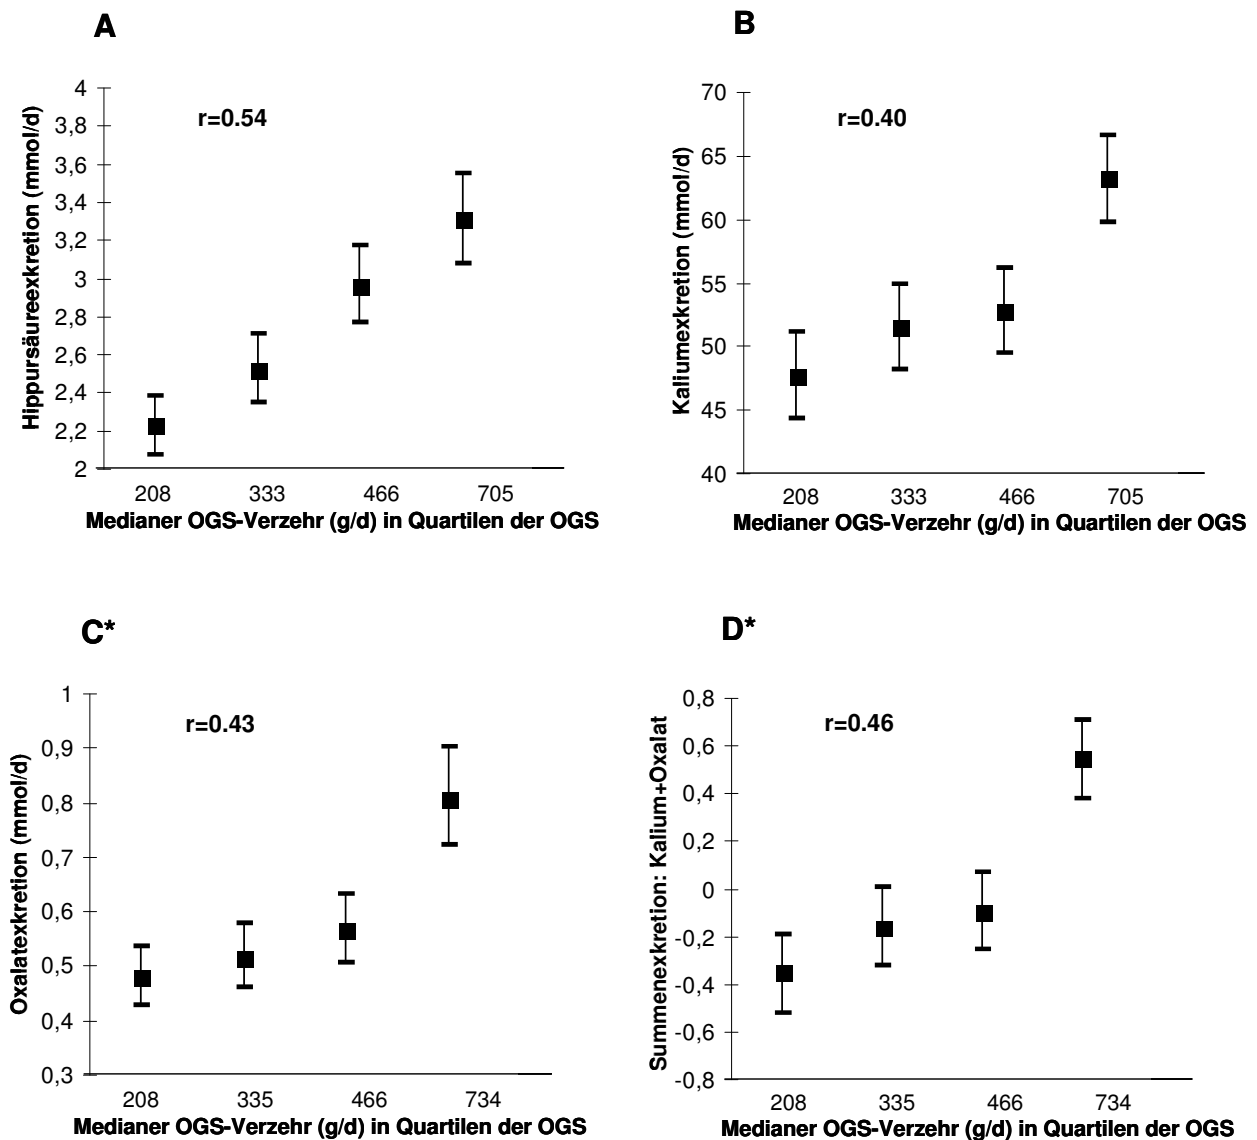 A
r=0.54
Hippursäureexkretion (mmol/d)
4
3,8
3,6
3,4
3,2
3
2,8
2,6
2,4
2,2
2
208 333 466 705
Medianer OGS-Verzehr (g/d) in Quartilen der OGS
B
r=0.40
Kaliumexkretion (mmol/d)
70
65
60
55
50
45
40
208 333 466 705
Medianer OGS-Verzehr (g/d) in Quartilen der OGS
C*
r=0.43
Oxalatexkretion (mmol/d)
1
0,9
0,8
0,7
0,6
0,5
0,4
0,3
208 335 466 734
Medianer OGS-Verzehr (g/d) in Quartilen der OGS
D*
r=0.46
Summenexkretion: Kalium+Oxalat
0,8
0,6
0,4
0,2
0
-0,2
-0,4
-0,6
-0,8
208 335 466 734
Medianer OGS-Verzehr (g/d) in Quartilen der OGS